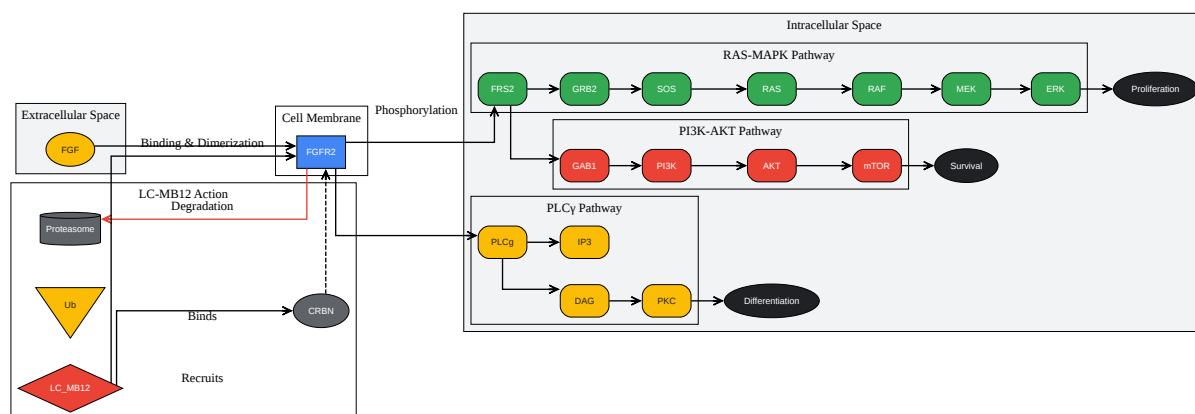 Intracellular Space
RAS-MAPK Pathway
FRS2
GRB2
SOS
RAS
RAF
MEK
ERK
Proliferation
Extracellular Space
FGF
Binding & Dimerization
Cell Membrane
FGFR2
Phosphorylation
PI3K-AKT Pathway
GAB1
PI3K
AKT
mTOR
Survival
LC-MB12 Action
Degradation
Proteasome
PLCγ Pathway
PLCg
IP3
DAG
PKC
Differentiation
Ub
Binds
CRBN
LC_MB12
Recruits